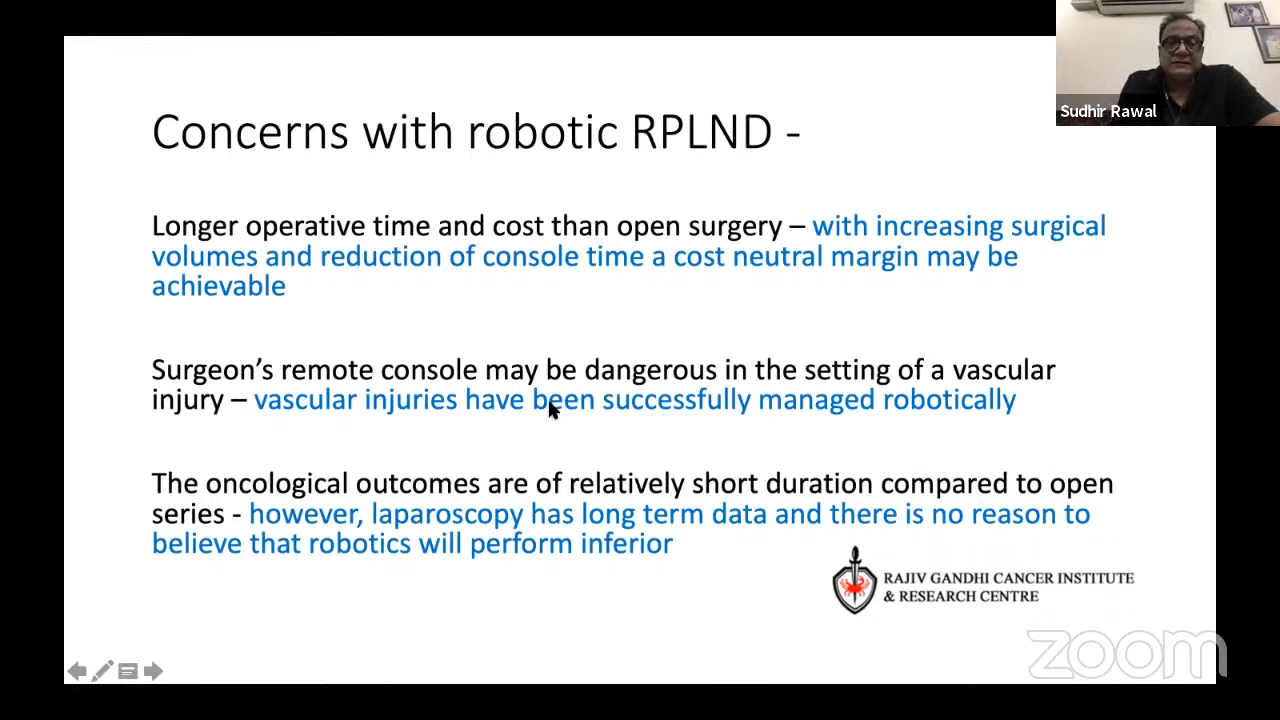 Sudhir Rawal
Concerns with robotic RPLND -
Longer operative time and cost than open surgery – with increasing surgical
volumes and reduction of console time a cost neutral margin may be
achievable
Surgeon’s remote console may be dangerous in the setting of a vascular
injury – vascular injuries have been successfully managed robotically
The oncological outcomes are of relatively short duration compared to open
series - however, laparoscopy has long term data and there is no reason to
believe that robotics will perform inferior
RAJIV GANDHI CANCER INSTITUTE
& RESEARCH CENTRE
zoom